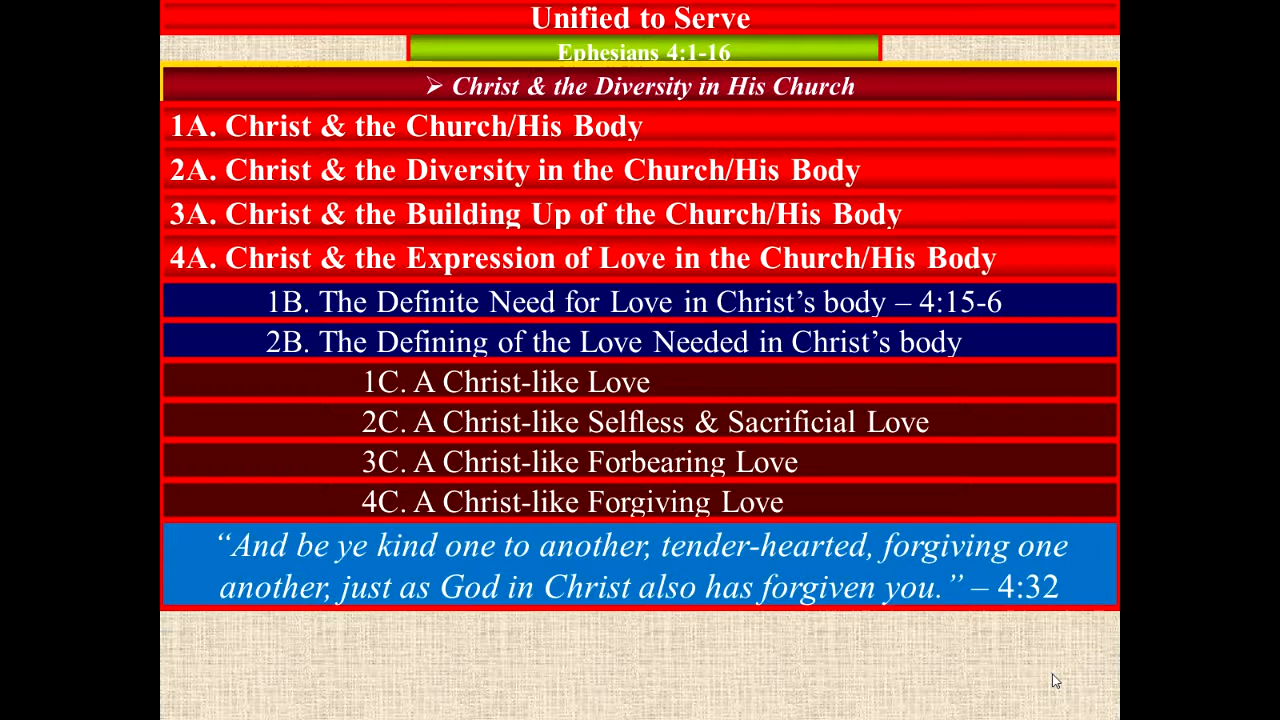 Unified to Serve
Ephesians 4:1-16
➢ Christ & the Diversity in His Church
1A. Christ & the Church/His Body
2A. Christ & the Diversity in the Church/His Body
3A. Christ & the Building Up of the Church/His Body
4A. Christ & the Expression of Love in the Church/His Body
1B. The Definite Need for Love in Christ’s body – 4:15-6
2B. The Defining of the Love Needed in Christ’s body
1C. A Christ-like Love
2C. A Christ-like Selfless & Sacrificial Love
3C. A Christ-like Forbearing Love
4C. A Christ-like Forgiving Love
“And be ye kind one to another, tender-hearted, forgiving one
another, just as God in Christ also has forgiven you.” – 4:32